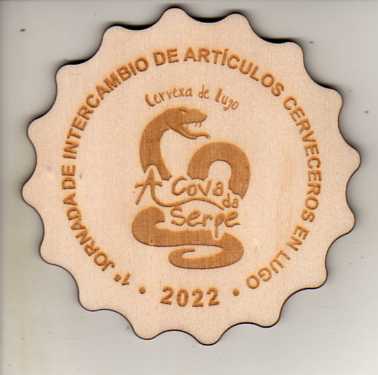 1ª JORNADA DE INTERCAMBIO DE ARTÍCULOS CERVECEROS EN LUGO
Cervexa de Lugo
A Cova
da
Serpe
• 2022 •